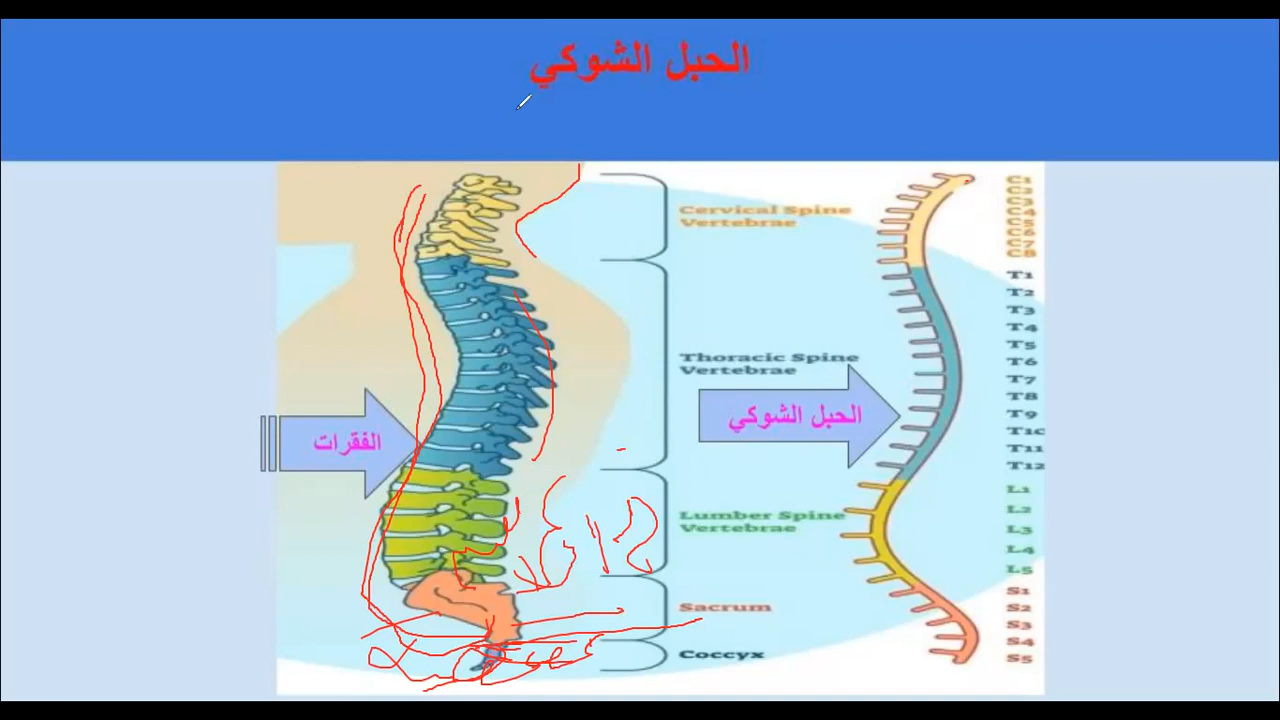 الحبل الشوكي
Cervical Spine
Vertebrae
Thoracic Spine
Vertebrae
الفقرات
الحبل الشوكي
Lumber Spine
Vertebrae
Sacrum
Coccyx
C1
C2
C3
C4
C5
C6
C7
C8
T1
T2
T3
T4
T5
T6
T7
T8
T9
T10
T11
T12
L1
L2
L3
L4
L5
S1
S2
S3
S4
S5